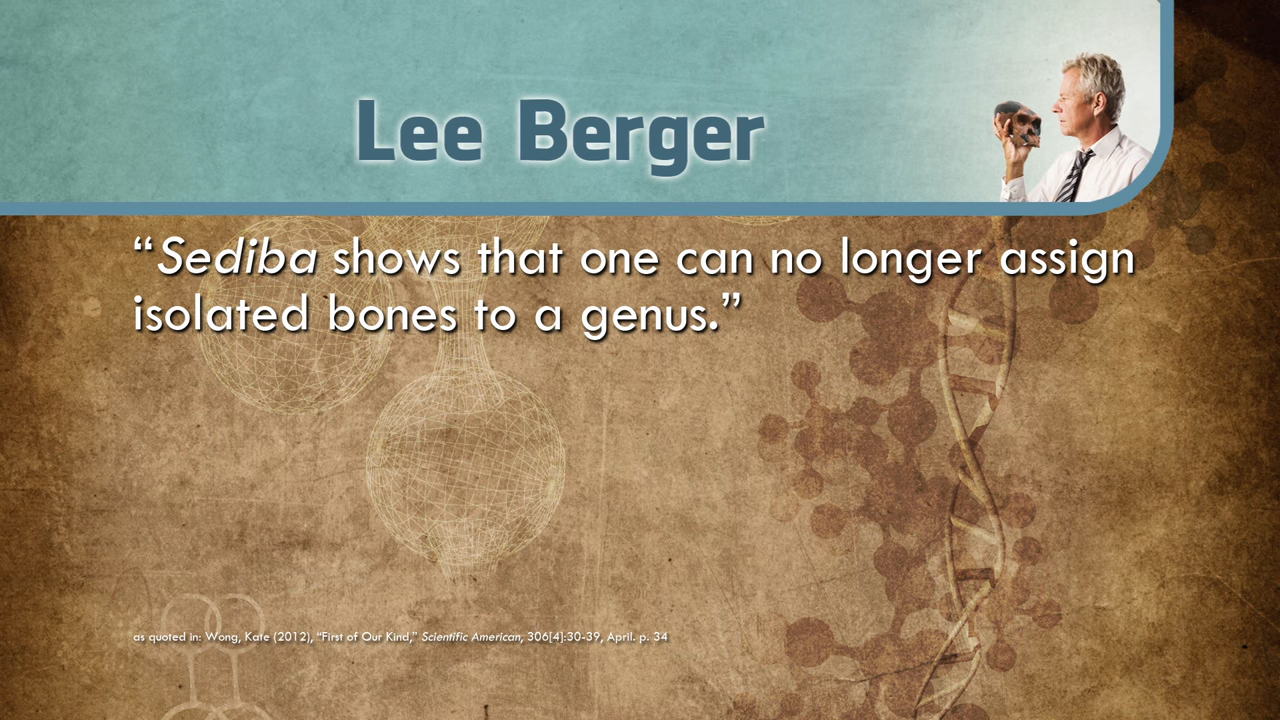 Lee Berger
“Sediba shows that one can no longer assign
isolated bones to a genus.”
as quoted in: Wong, Kate (2012), “First of Our Kind,” Scientific American, 306[4]:30-39, April. p. 34